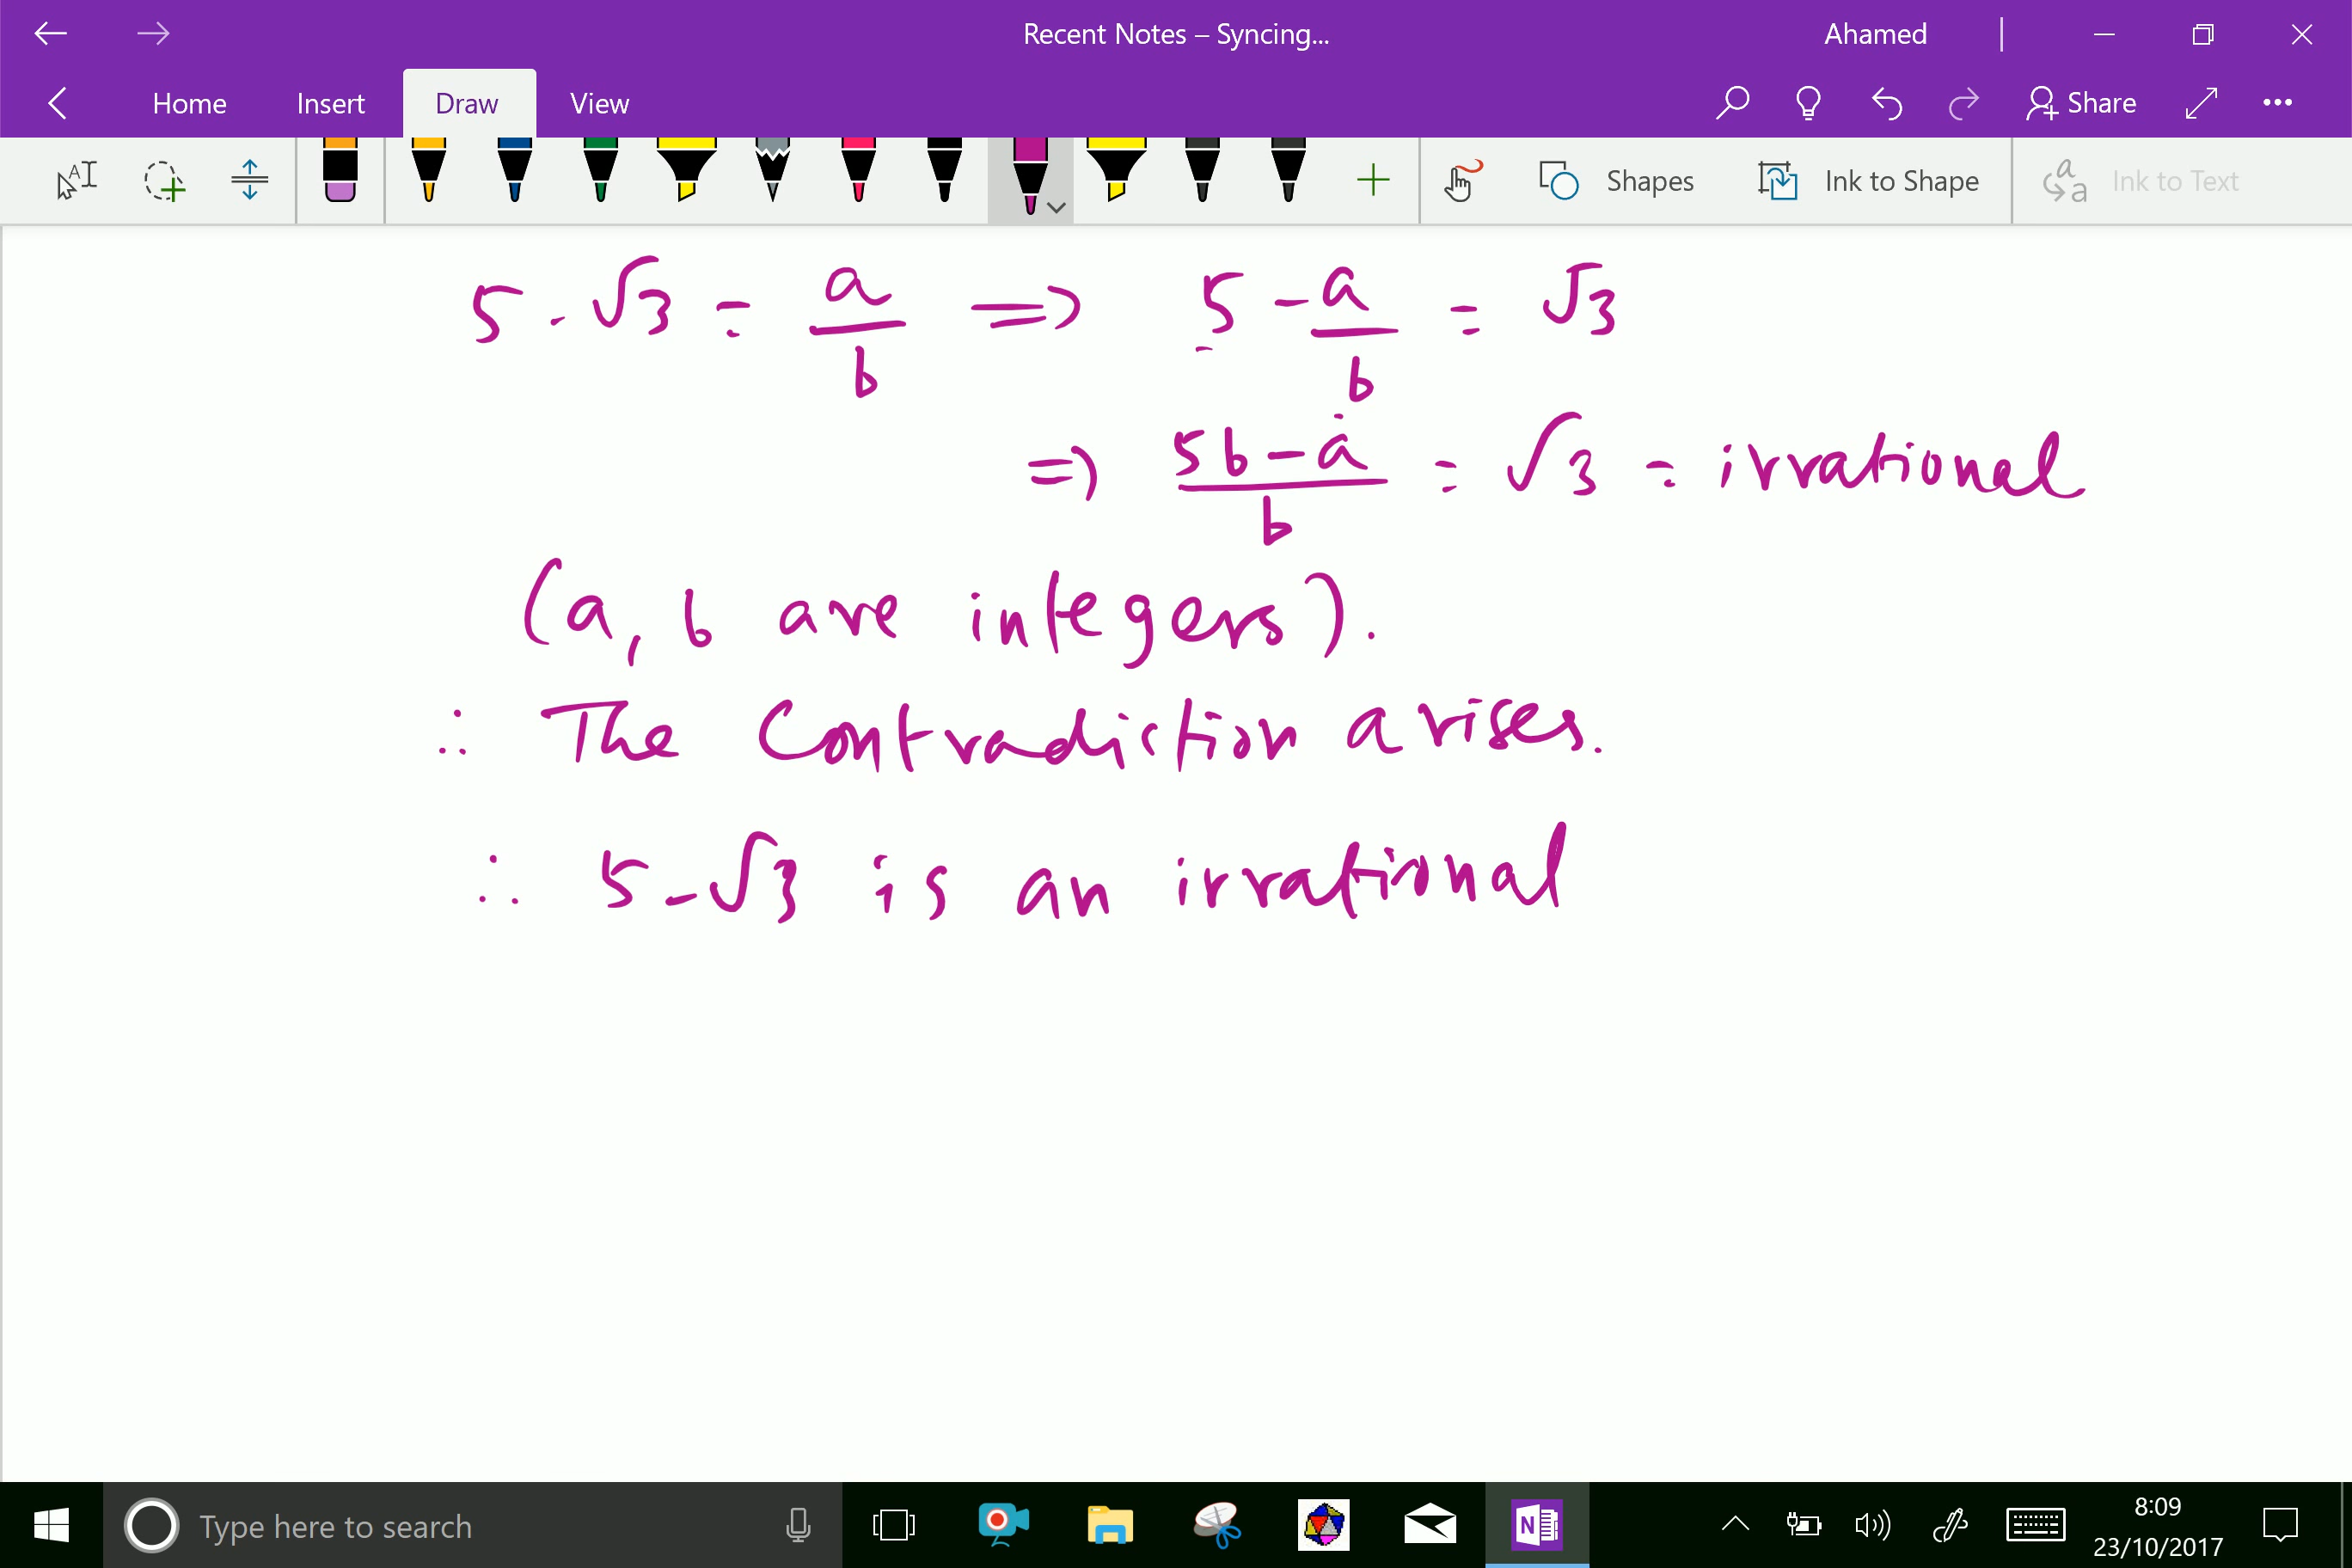 Recent Notes – Syncing... Ahamed
Home Insert Draw View Share
Shapes Ink to Shape Ink to Text
5 - √3 = a/b ⇒ 5 - a/b = √3
⇒ (5b - a)/b = √3 = irrational
(a, b are integers).
∴ The Contradiction arises.
∴ 5 - √3 is an irrational
Type here to search
8:09
23/10/2017